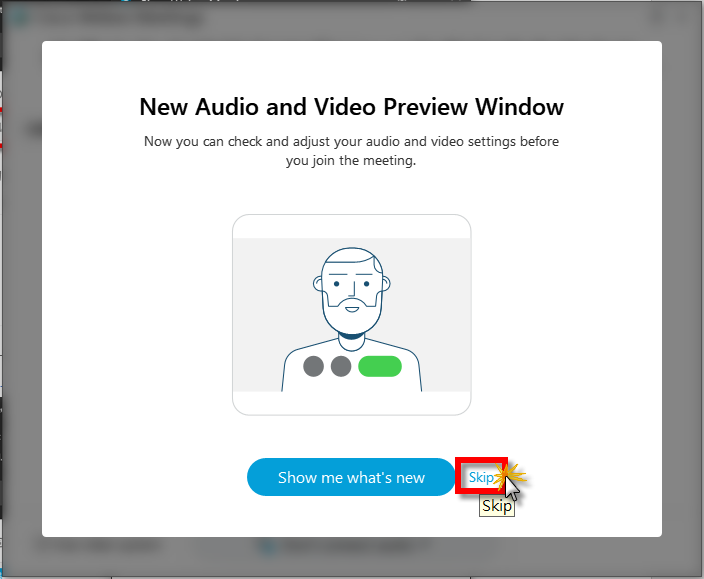 New Audio and Video Preview Window
Now you can check and adjust your audio and video settings before
you join the meeting.
Show me what's new
Skip
Skip